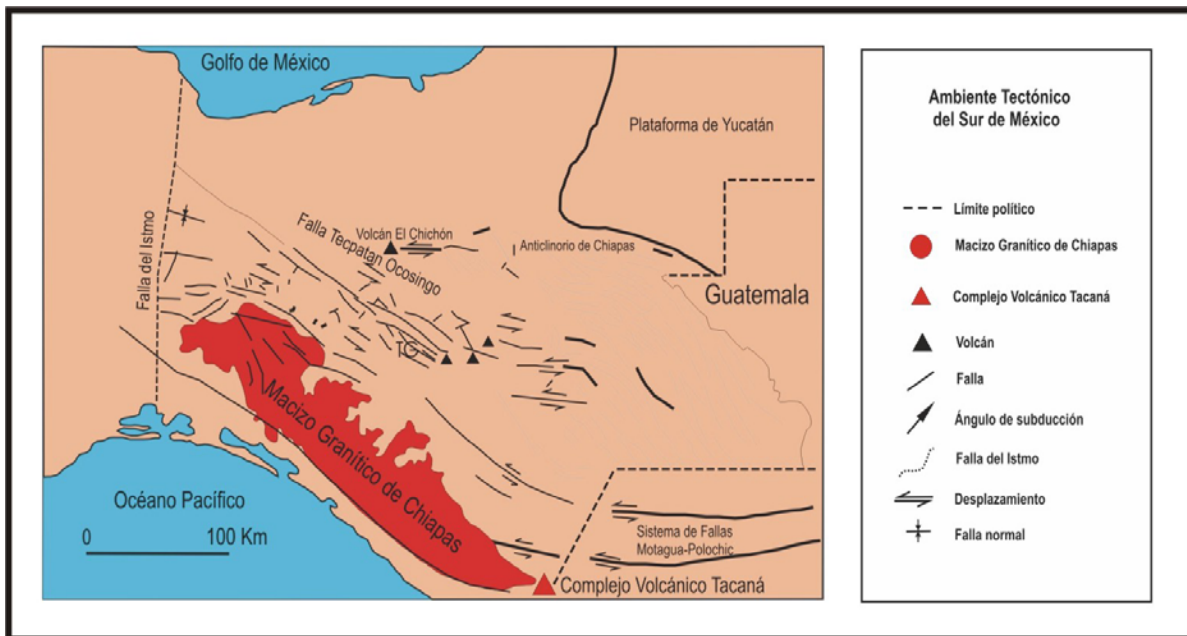 Golfo de México
Plataforma de Yucatán
Falla del Istmo
Falla Tecpatan Ocosingo
Volcán El Chichón
Anticlinorio de Chiapas
Guatemala
TG
Macizo Granítico de Chiapas
Océano Pacífico
0 100 Km
Sistema de Fallas
Motagua-Polochic
Complejo Volcánico Tacaná
Ambiente Tectónico
del Sur de México
Límite político
Macizo Granítico de Chiapas
Complejo Volcánico Tacaná
Volcán
Falla
Ángulo de subducción
Falla del Istmo
Desplazamiento
Falla normal